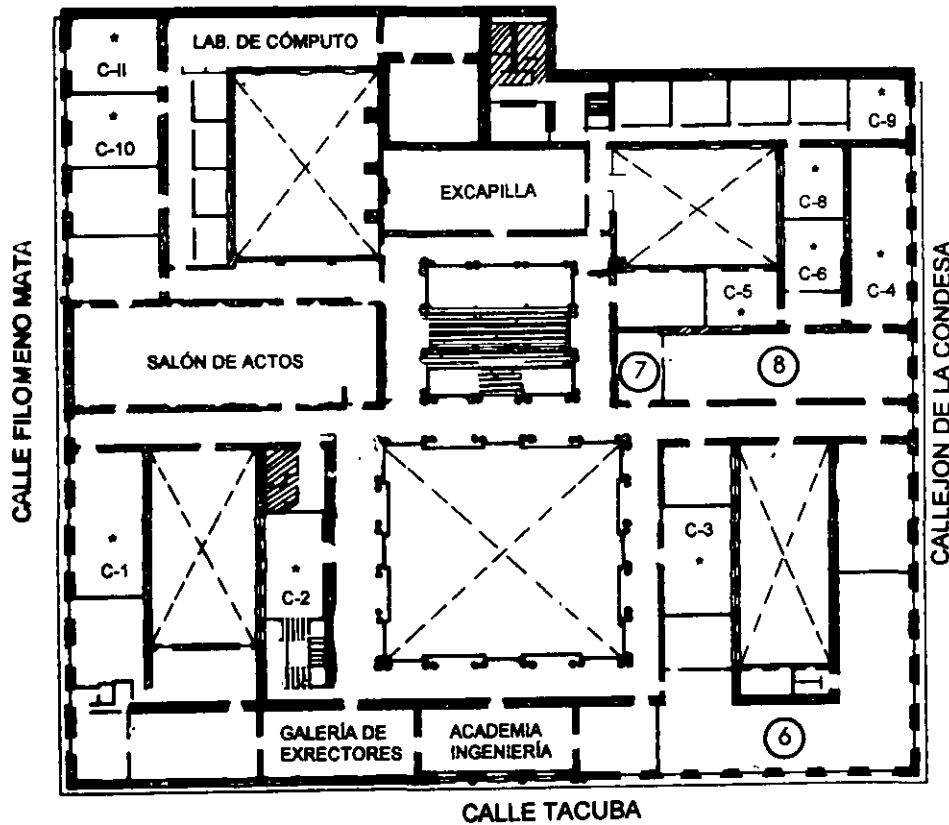 LAB. DE CÓMPUTO
*
C-11
*
C-10
*
C-9
EXCAPILLA
*
C-8
C-6
*
C-5
*
C-4
*
SALÓN DE ACTOS
7
8
CALLE FILOMENO MATA
CALLEJON DE LA CONDESA
*
C-1
*
C-2
C-3
*
GALERÍA DE
EXRECTORES
ACADEMIA
INGENIERÍA
6
CALLE TACUBA